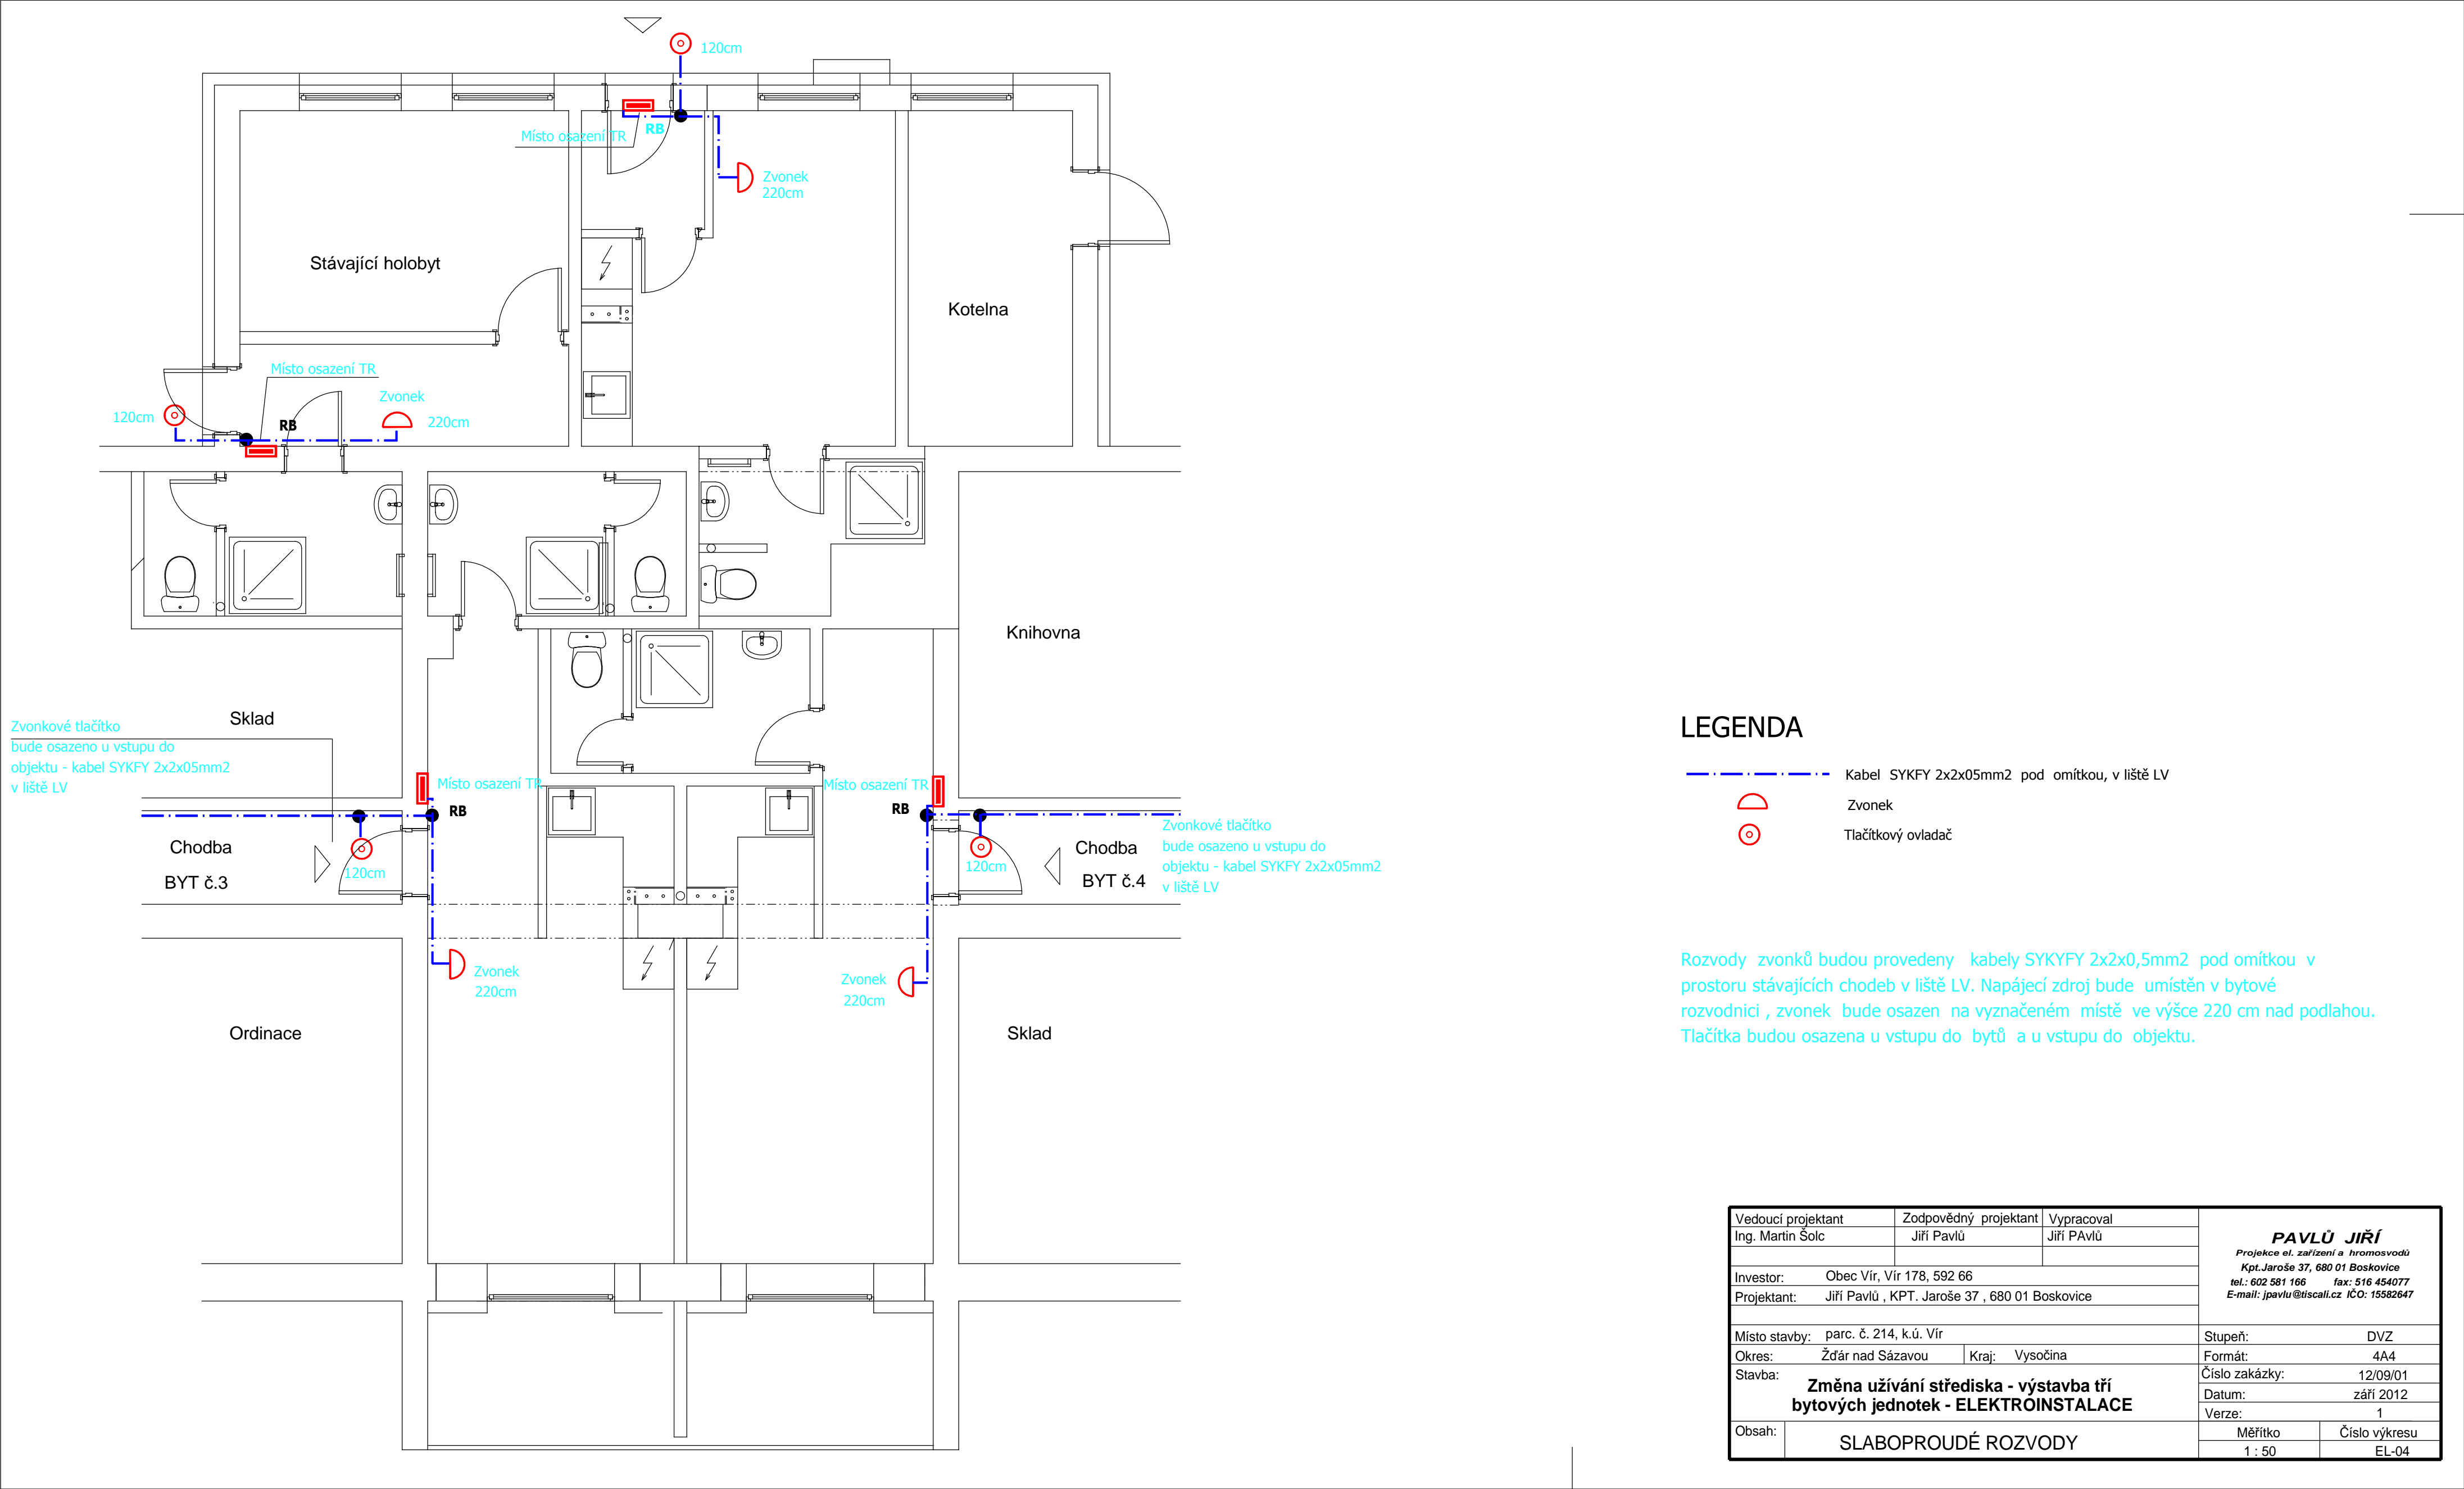 120cm
Místo osazení TR
RB
Zvonek
220cm
Stávající holobyt
Kotelna
Místo osazení TR
Zvonek
120cm
RB
220cm
Knihovna
Sklad
Zvonkové tlačítko
bude osazeno u vstupu do
objektu - kabel SYKFY 2x2x05mm2
v liště LV
Místo osazení TR
Místo osazení TR
RB
RB
Chodba
BYT č.3
120cm
120cm
Chodba
BYT č.4
Zvonkové tlačítko
bude osazeno u vstupu do
objektu - kabel SYKFY 2x2x05mm2
v liště LV
Zvonek
220cm
Zvonek
220cm
Ordinace
Sklad
LEGENDA
Kabel SYKFY 2x2x05mm2 pod omítkou, v liště LV
Zvonek
Tlačítkový ovladač
Rozvody zvonků budou provedeny kabely SYKYFY 2x2x0,5mm2 pod omítkou v
prostoru stávajících chodeb v liště LV. Napájecí zdroj bude umístěn v bytové
rozvodnici , zvonek bude osazen na vyznačeném místě ve výšce 220 cm nad podlahou.
Tlačítka budou osazena u vstupu do bytů a u vstupu do objektu.
Vedoucí projektant Zodpovědný projektant Vypracoval
Ing. Martin Šolc Jiří Pavlů Jiří PAvlů
Investor: Obec Vír, Vír 178, 592 66
Projektant: Jiří Pavlů , KPT. Jaroše 37 , 680 01 Boskovice
PAVLŮ JIŘÍ
Projekce el. zařízení a hromosvodů
Kpt.Jaroše 37, 680 01 Boskovice
tel.: 602 581 166 fax: 516 454077
E-mail: jpavlu@tiscali.cz IČO: 15582647
Místo stavby: parc. č. 214, k.ú. Vír
Okres: Žďár nad Sázavou Kraj: Vysočina
Stavba: Změna užívání střediska - výstavba tří
bytových jednotek - ELEKTROINSTALACE
Obsah: SLABOPROUDÉ ROZVODY
Stupeň: DVZ
Formát: 4A4
Číslo zakázky: 12/09/01
Datum: září 2012
Verze: 1
Měřítko Číslo výkresu
1 : 50 EL-04